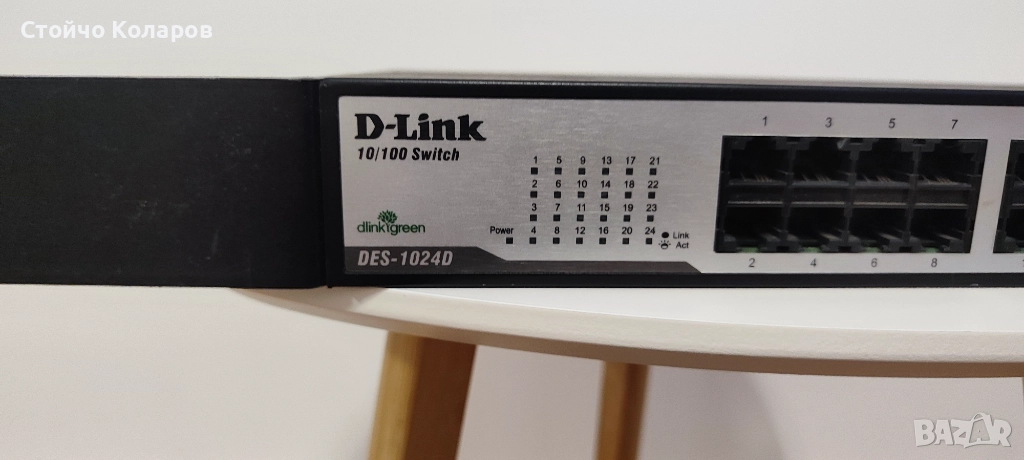 Стойчо Коларов
D-Link
10/100 Switch
1 5 9 13 17 21
2 6 10 14 18 22
3 7 11 15 19 23
Power 4 8 12 16 20 24
Link
Act
dlinkgreen
DES-1024D
1 3 5 7
2 4 6 8
BAZAR